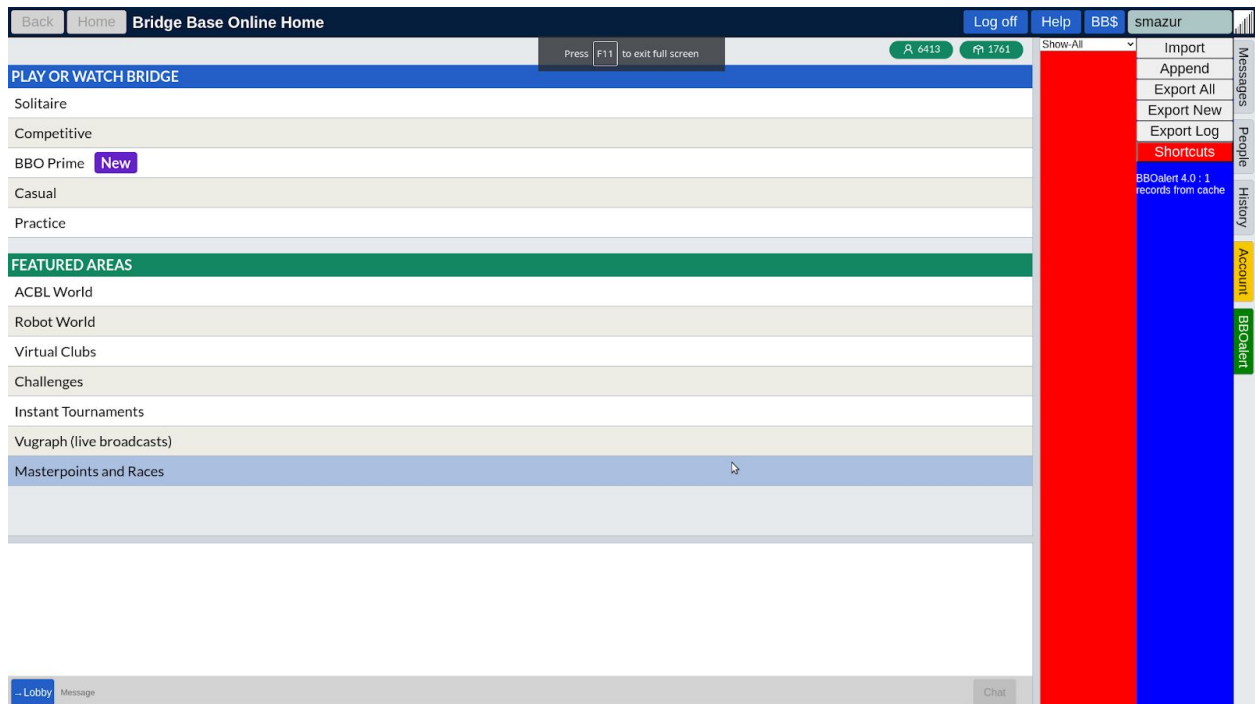 Back Home Bridge Base Online Home Log off Help BB$ smazur
Press F11 to exit full screen
6413 1761
Show-All
PLAY OR WATCH BRIDGE
Solitaire
Competitive
BBO Prime New
Casual
Practice
FEATURED AREAS
ACBL World
Robot World
Virtual Clubs
Challenges
Instant Tournaments
Vugraph (live broadcasts)
Masterpoints and Races
→Lobby Message Chat
Import
Append
Export All
Export New
Export Log
Shortcuts
BBOalert 4.0 : 1
records from cache
Messages
People
History
Account
BBOalert